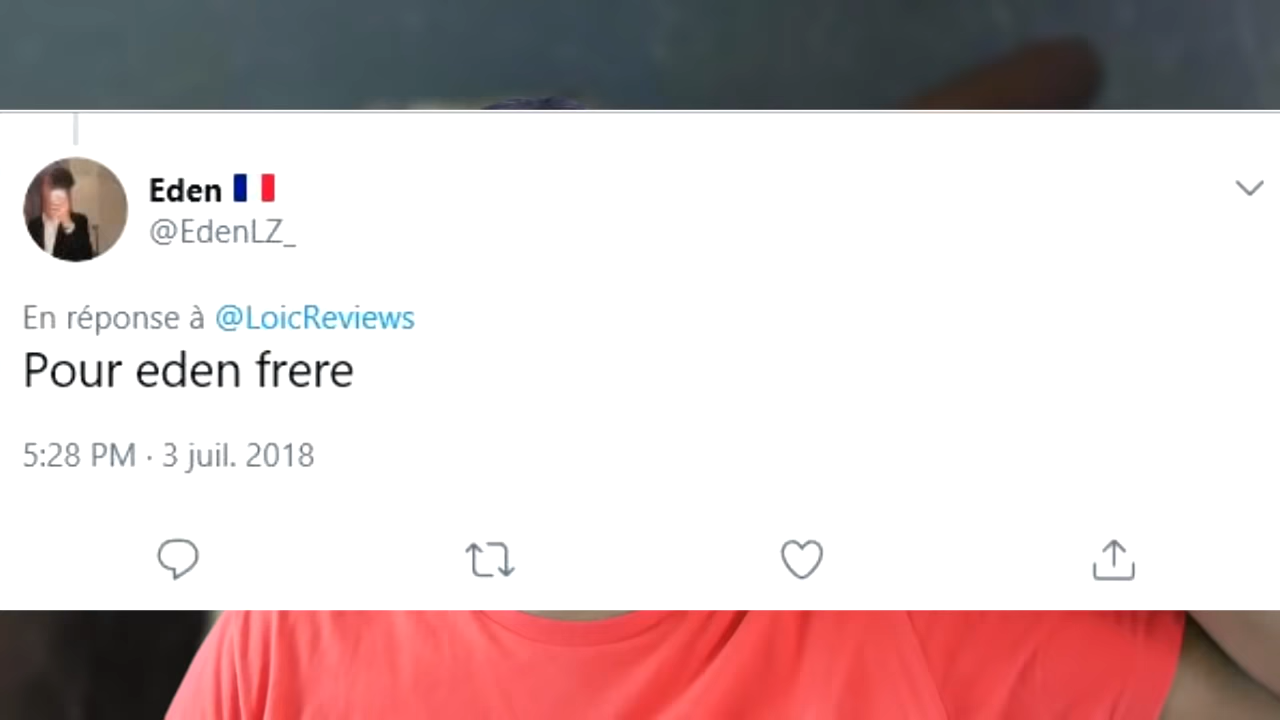 Eden 🇫🇷
@EdenLZ_
En réponse à @LoicReviews
Pour eden frere
5:28 PM · 3 juil. 2018